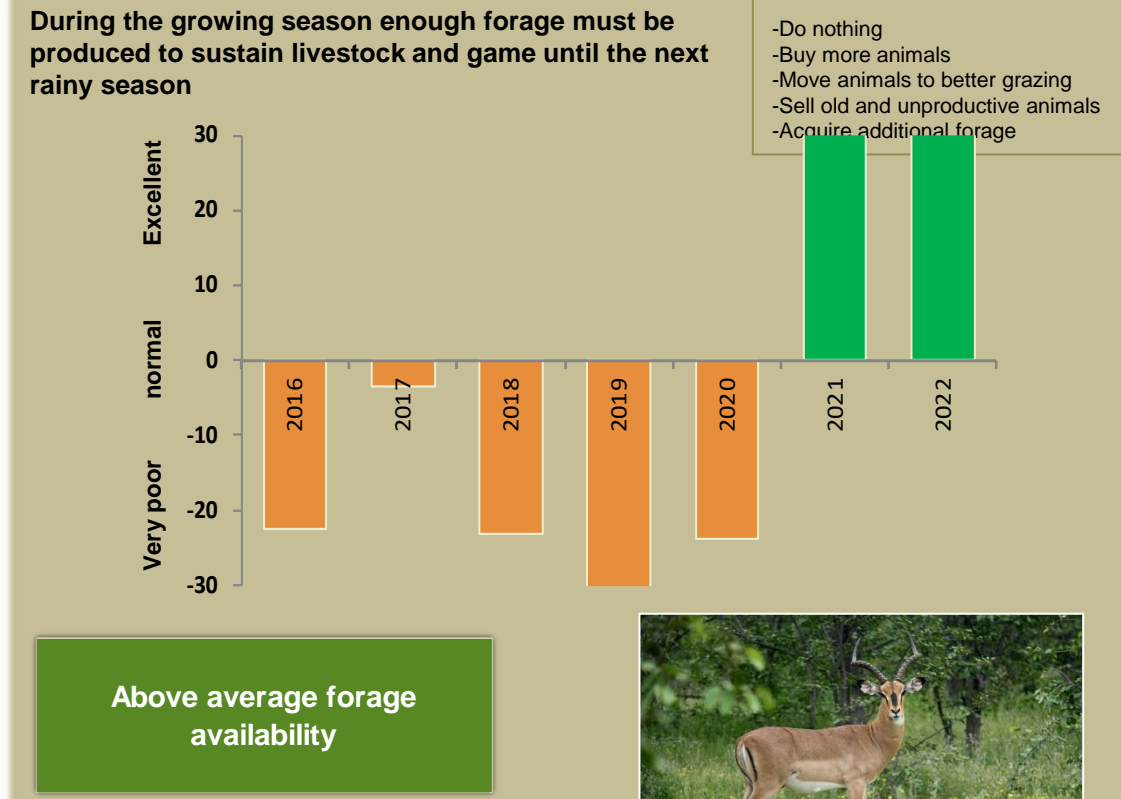 During the growing season enough forage must be
produced to sustain livestock and game until the next
rainy season
-Do nothing
-Buy more animals
-Move animals to better grazing
-Sell old and unproductive animals
-Acquire additional forage
Excellent
normal
Very poor
30
20
10
0
-10
-20
-30
2016
2017
2018
2019
2020
2021
2022
Above average forage
availability